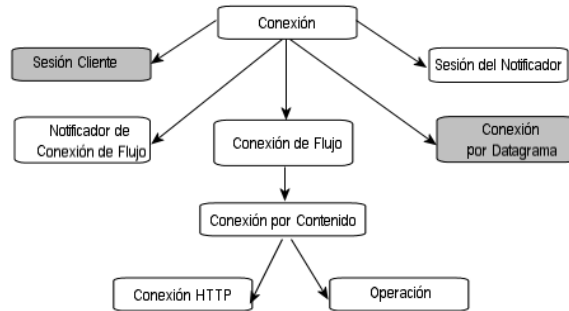 Conexión
Sesión Cliente
Sesión del Notificador
Notificador de
Conexión de Flujo
Conexión de Flujo
Conexión
por Datagrama
Conexión por Contenido
Conexión HTTP
Operación